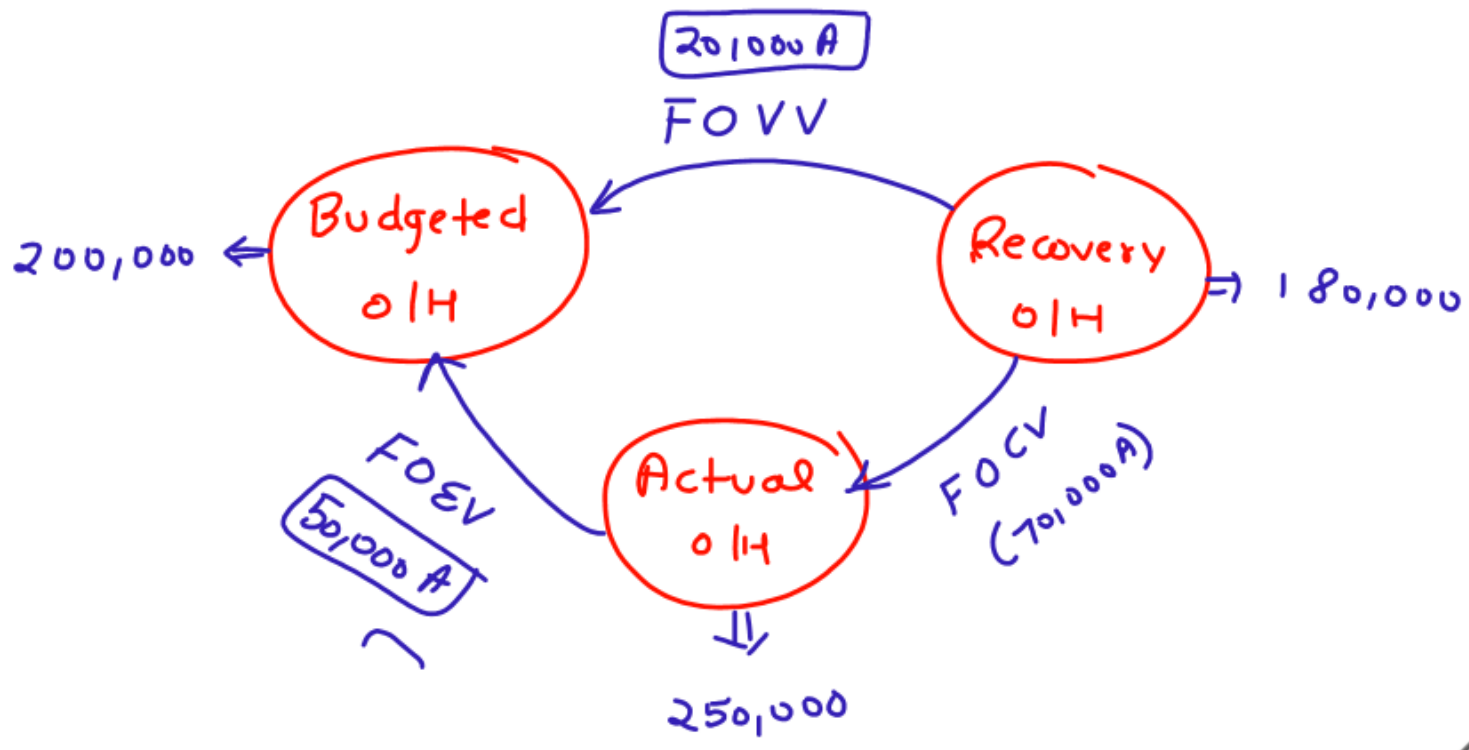 20,000 A
FOVV
Budgeted
O/H
200,000
Recovery
O/H
180,000
FOEV
50,000 A
Actual
O/H
FOCV
(70,000 A)
250,000